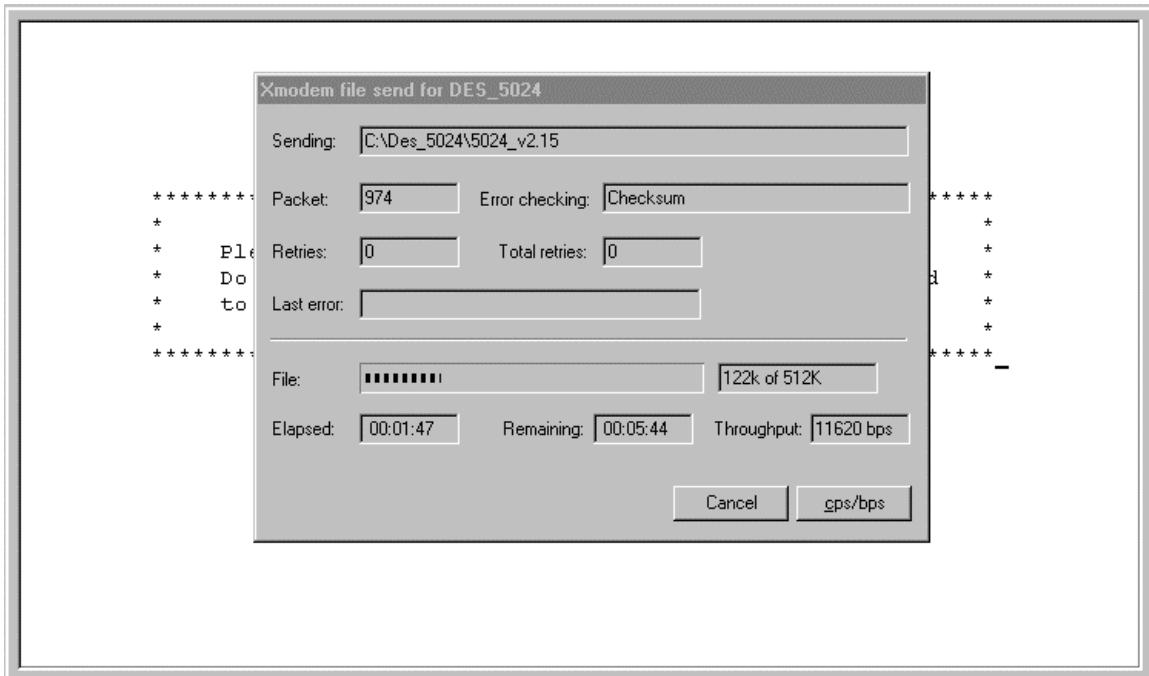 Xmodem file send for DES_5024
Sending: C:\Des_5024\5024_v2.15
Packet: 974 Error checking: Checksum
Retries: 0 Total retries: 0
Last error:
File: 122k of 512K
Elapsed: 00:01:47 Remaining: 00:05:44 Throughput: 11620 bps
Cancel cps/bps
********
*****
*
*
*
*
* Do
*
* to
*
*
*
********
*****